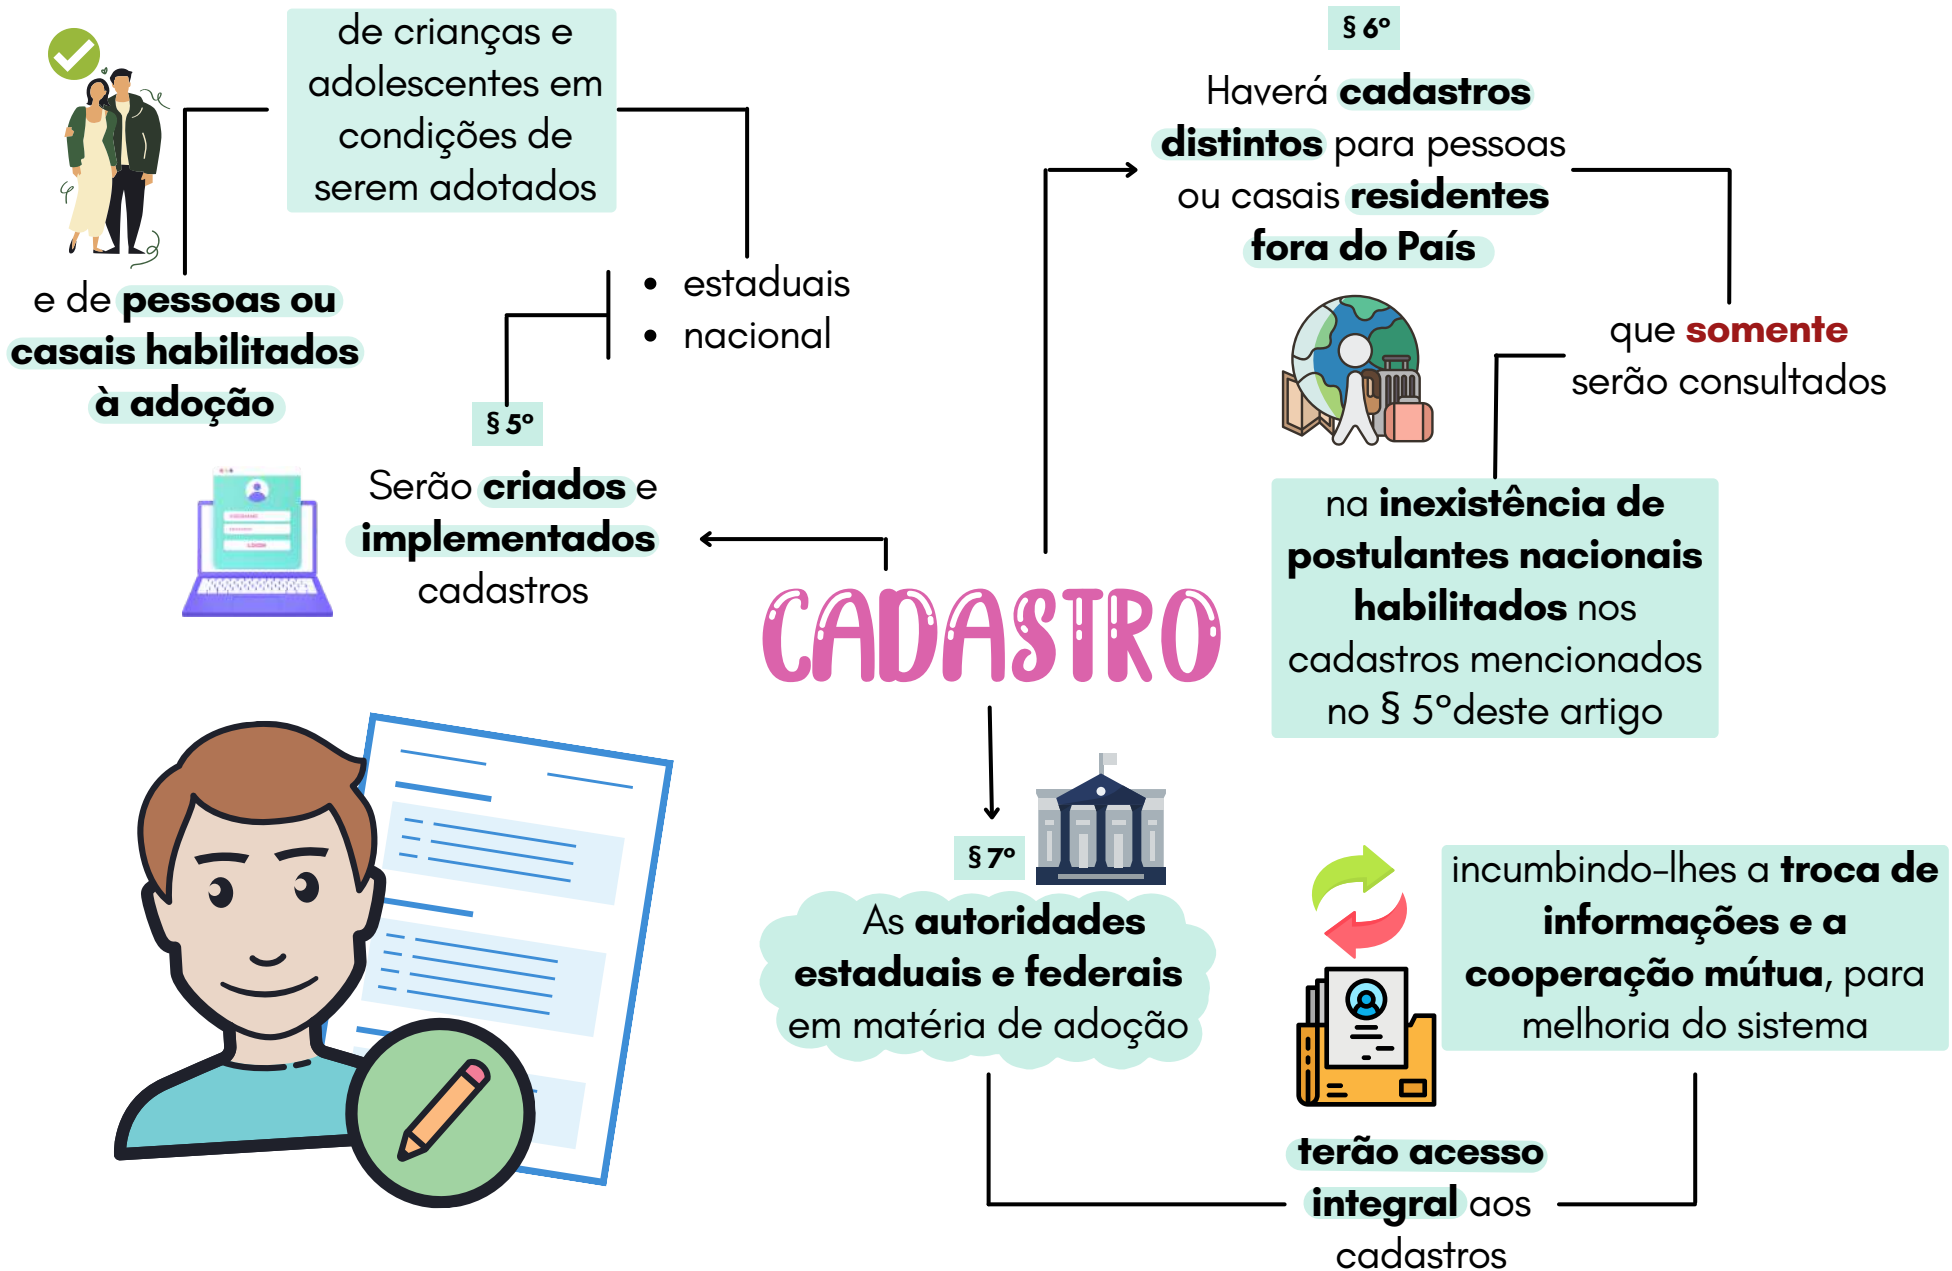 CADASTRO
§ 5º
Serão criados e
implementados
cadastros
• estaduais
• nacional
de crianças e
adolescentes em
condições de
serem adotados
e de pessoas ou
casais habilitados
à adoção
§ 6º
Haverá cadastros
distintos para pessoas
ou casais residentes
fora do País
que somente
serão consultados
na inexistência de
postulantes nacionais
habilitados nos
cadastros mencionados
no § 5ºdeste artigo
§ 7º
As autoridades
estaduais e federais
em matéria de adoção
terão acesso
integral aos
cadastros
incumbindo-lhes a troca de
informações e a
cooperação mútua, para
melhoria do sistema